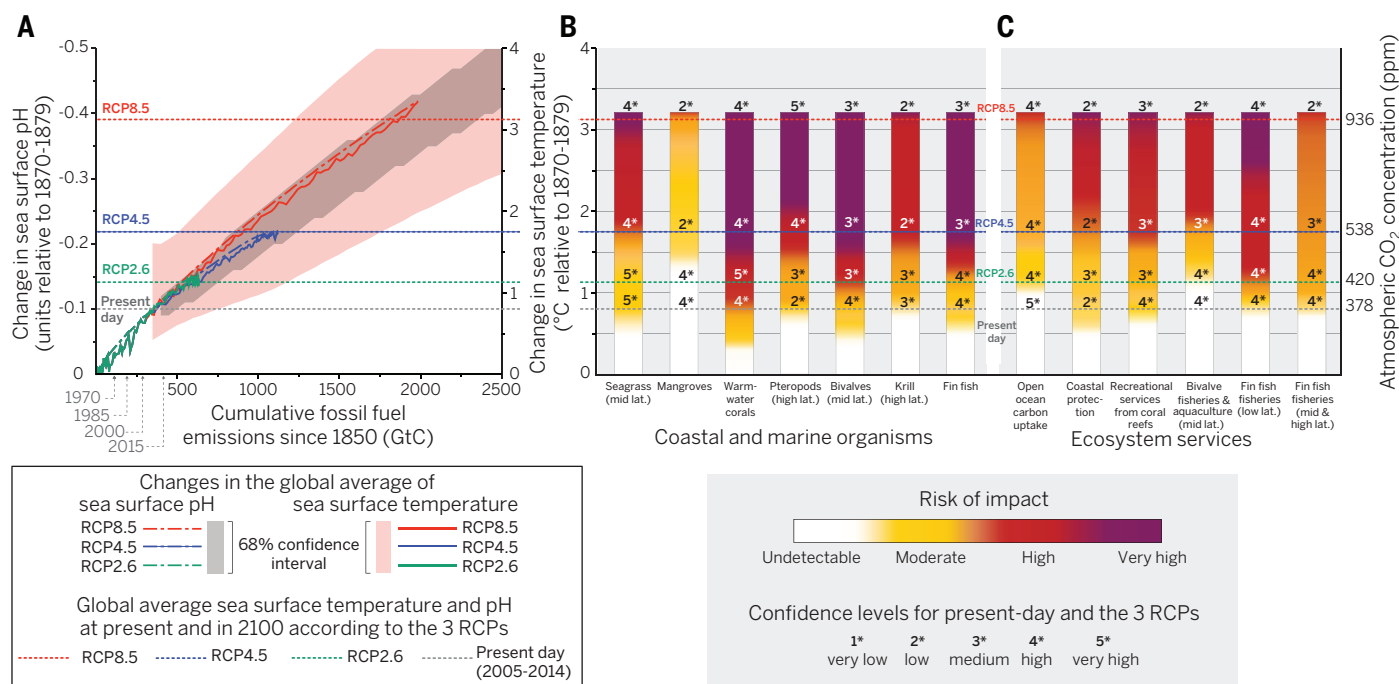 A
Change in sea surface pH
(units relative to 1870-1879)
-0.5
-0.4
-0.3
-0.2
-0.1
0
RCP8.5
RCP4.5
RCP2.6
Present
day
4
3
2
1
0
Change in sea surface temperature
(°C relative to 1870-1879)
500
1000
1500
2000
2500
1970
1985
2000
2015
Cumulative fossil fuel
emissions since 1850 (GtC)
B
4
3
2
1
0
4* 2* 4* 5* 3* 2* 3*
4* 2* 4* 4* 3* 2* 3*
5* 4* 5* 3* 3* 3* 4*
5* 4* 4* 2* 4* 3* 4*
Seagrass
(mid lat.)
Mangroves
Warm-
water
corals
Pteropods
(high lat.)
Bivalves
(mid lat.)
Krill
(high lat.)
Fin fish
Coastal and marine organisms
RCP8.5
RCP4.5
RCP2.6
Present
day
C
4* 2* 3* 2* 4* 2*
4* 2* 3* 3* 4* 3*
4* 3* 3* 4* 4* 4*
5* 2* 4* 4* 4* 4*
Open
ocean
carbon
uptake
Coastal
protec-
tion
Recreational
services
from coral
reefs
Bivalve
fisheries &
aquaculture
(mid lat.)
Fin fish
fisheries
(low lat.)
Fin fish
fisheries
(mid &
high lat.)
Ecosystem services
936
538
420
378
Atmospheric CO2 concentration (ppm)
Changes in the global average of
sea surface pH sea surface temperature
RCP8.5 RCP8.5
RCP4.5 68% confidence RCP4.5
RCP2.6 interval RCP2.6
Global average sea surface temperature and pH
at present and in 2100 according to the 3 RCPs
RCP8.5 RCP4.5 RCP2.6 Present day
(2005-2014)
Risk of impact
Undetectable Moderate High Very high
Confidence levels for present-day and the 3 RCPs
1* 2* 3* 4* 5*
very low low medium high very high